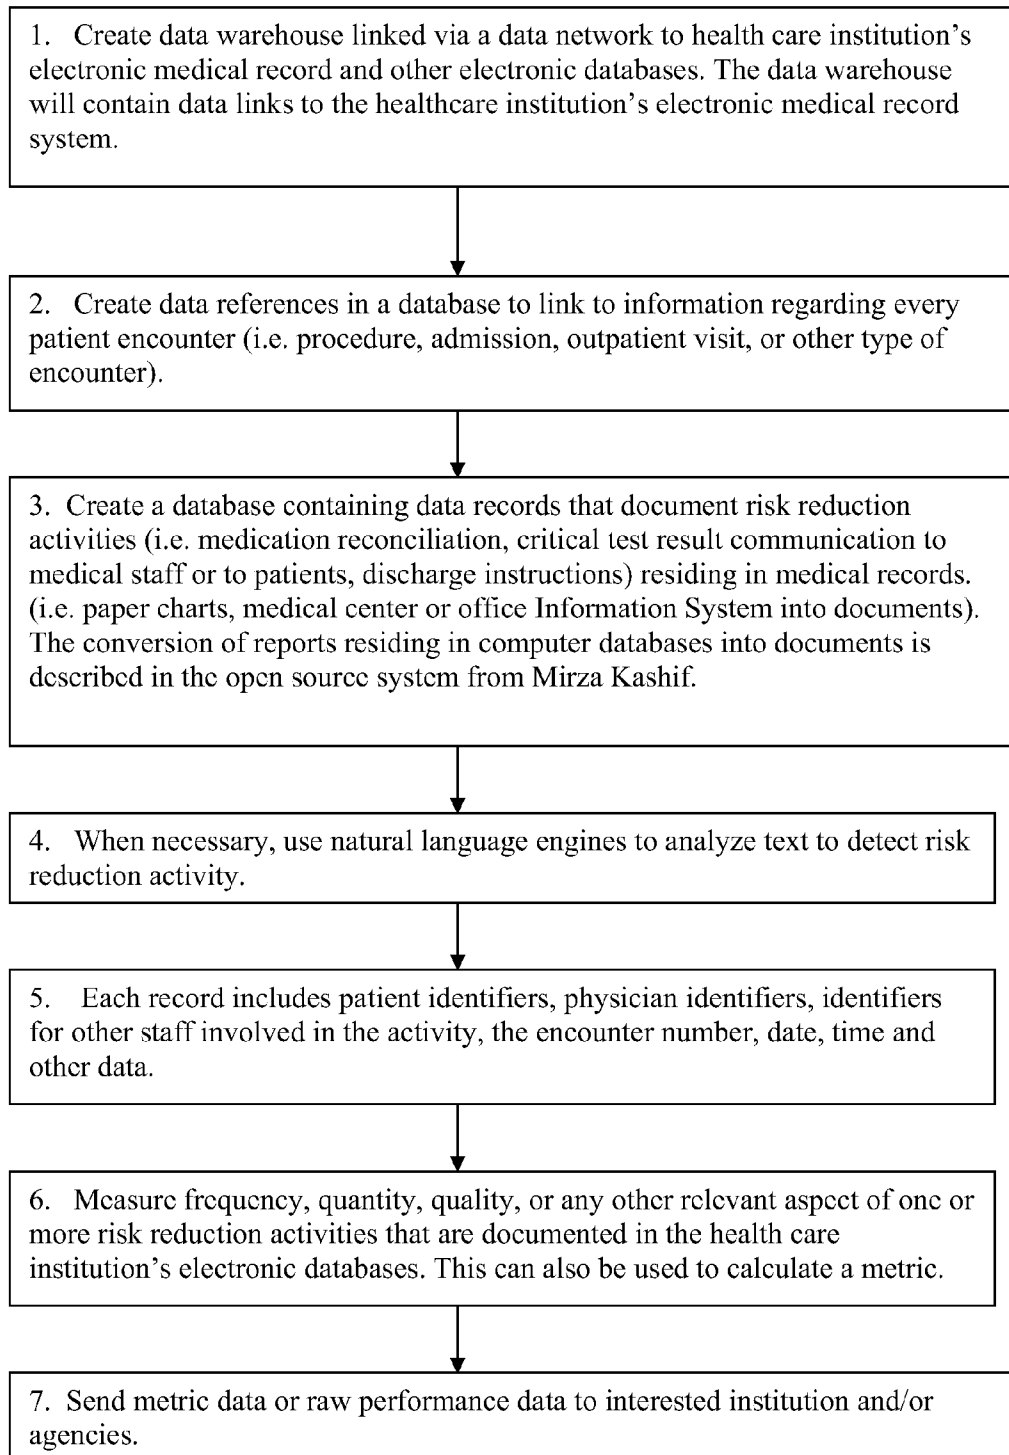 1. Create data warehouse linked via a data network to health care institution's
electronic medical record and other electronic databases. The data warehouse
will contain data links to the healthcare institution's electronic medical record
system.
2. Create data references in a database to link to information regarding every
patient encounter (i.e. procedure, admission, outpatient visit, or other type of
encounter).
3. Create a database containing data records that document risk reduction
activities (i.e. medication reconciliation, critical test result communication to
medical staff or to patients, discharge instructions) residing in medical records.
(i.e. paper charts, medical center or office Information System into documents).
The conversion of reports residing in computer databases into documents is
described in the open source system from Mirza Kashif.
4. When necessary, use natural language engines to analyze text to detect risk
reduction activity.
5. Each record includes patient identifiers, physician identifiers, identifiers
for other staff involved in the activity, the encounter number, date, time and
other data.
6. Measure frequency, quantity, quality, or any other relevant aspect of one or
more risk reduction activities that are documented in the health care
institution's electronic databases. This can also be used to calculate a metric.
7. Send metric data or raw performance data to interested institution and/or
agencies.